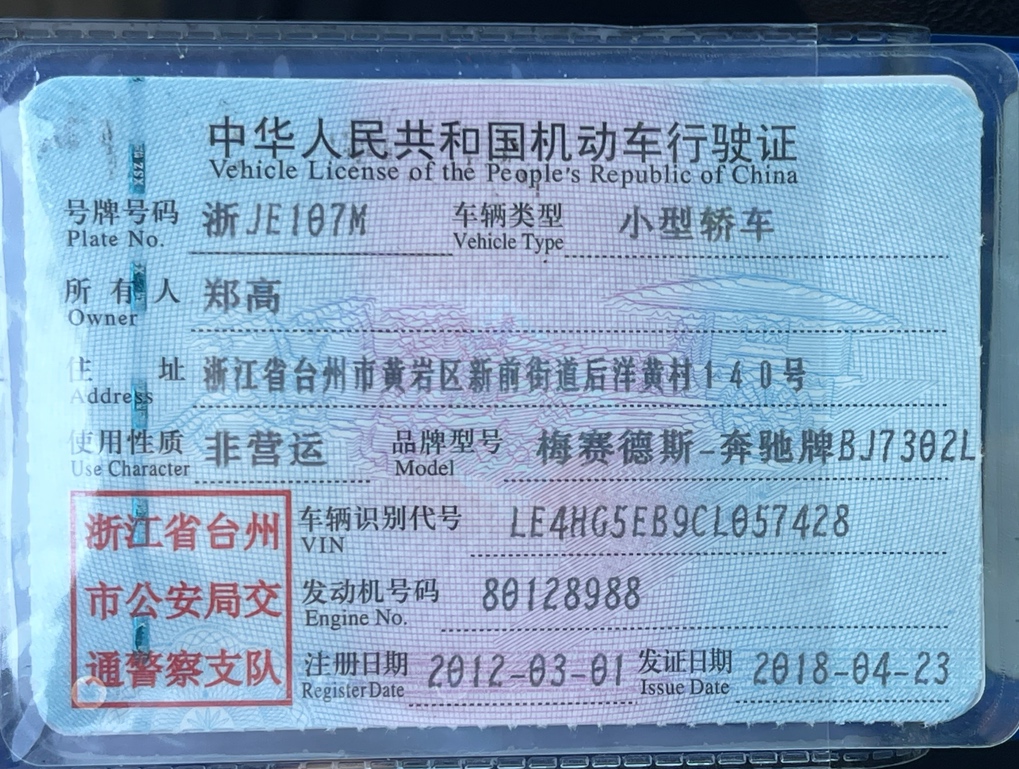 中华人民共和国机动车行驶证
Vehicle License of the People's Republic of China
号牌号码 浙JE107M 车辆类型 小型轿车
Plate No. Vehicle Type
所有人 郑高
Owner
住址 浙江省台州市黄岩区新前街道后洋黄村140号
Address
使用性质 非营运 品牌型号 梅赛德斯-奔驰牌BJ7302L
Use Character Model
浙江省台州 车辆识别代号 LE4HG5EB9CL057428
VIN
市公安局交 发动机号码 80128988
Engine No.
通警察支队 注册日期 2012-03-01 发证日期 2018-04-23
Register Date Issue Date